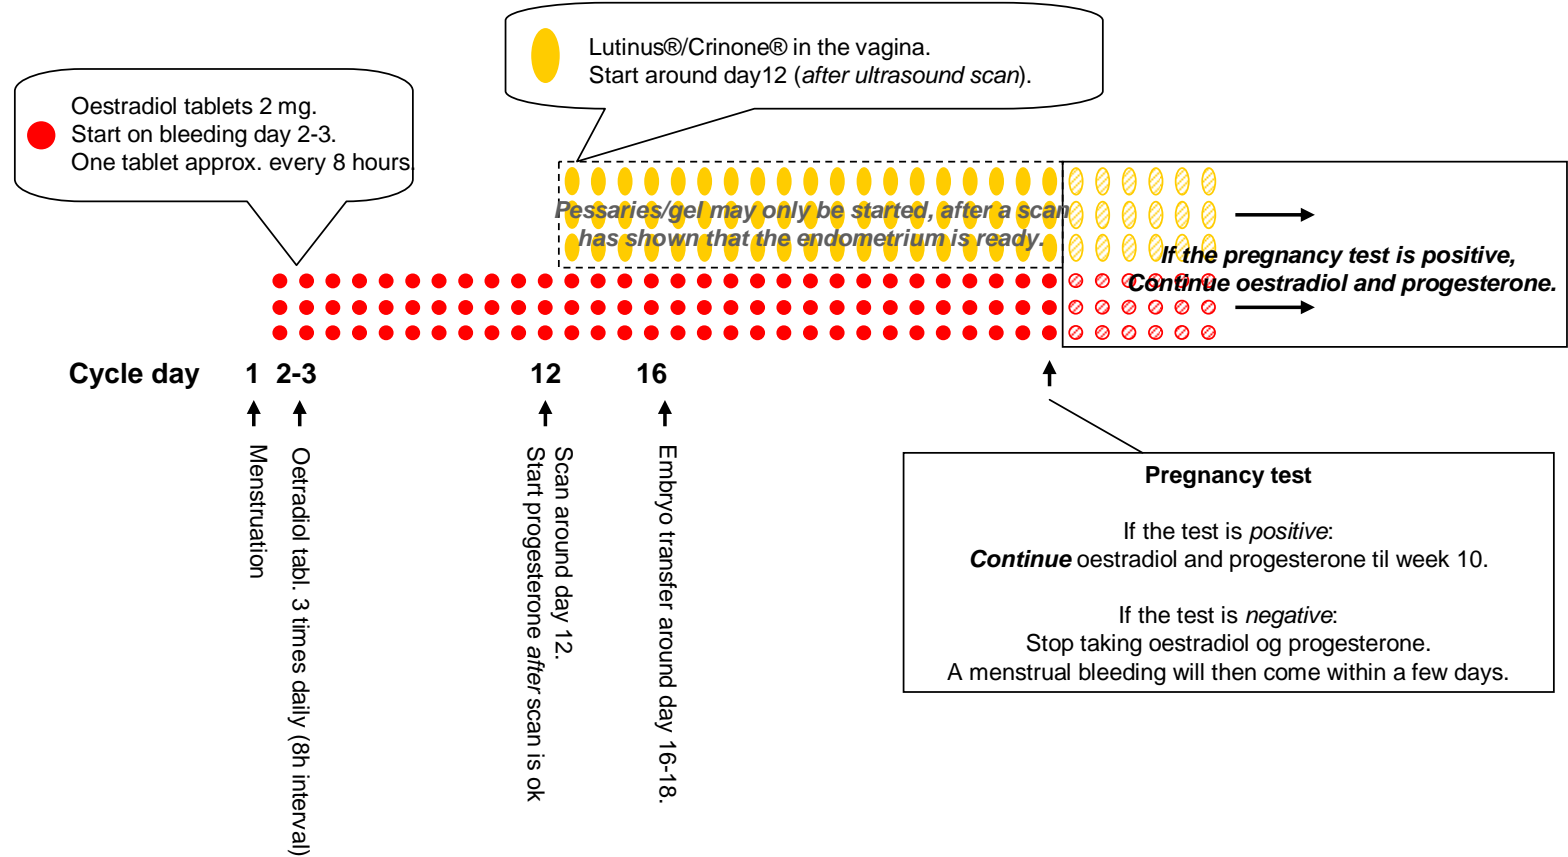 Lutinus®/Crinone® in the vagina.
Start around day12 (after ultrasound scan).
Oestradiol tablets 2 mg.
Start on bleeding day 2-3.
One tablet approx. every 8 hours.
Pessaries/gel may only be started, after a scan
has shown that the endometrium is ready.
If the pregnancy test is positive,
Continue oestradiol and progesterone.
Cycle day 1 2-3 12 16
Menstruation
Oetradiol tabl. 3 times daily (8h interval)
Scan around day 12.
Start progesterone after scan is ok
Embryo transfer around day 16-18.
Pregnancy test
If the test is positive:
Continue oestradiol and progesterone til week 10.
If the test is negative:
Stop taking oestradiol og progesterone.
A menstrual bleeding will then come within a few days.